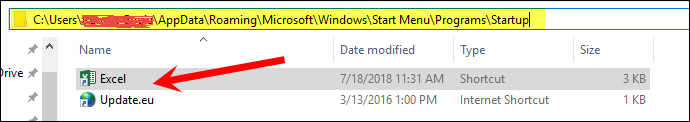 C:\Users\ \AppData\Roaming\Microsoft\Windows\Start Menu\Programs\Startup
Name Date modified Type Size
Drive Excel 7/18/2018 11:31 AM Shortcut 3 KB
Update.eu 3/13/2016 1:00 PM Internet Shortcut 1 KB